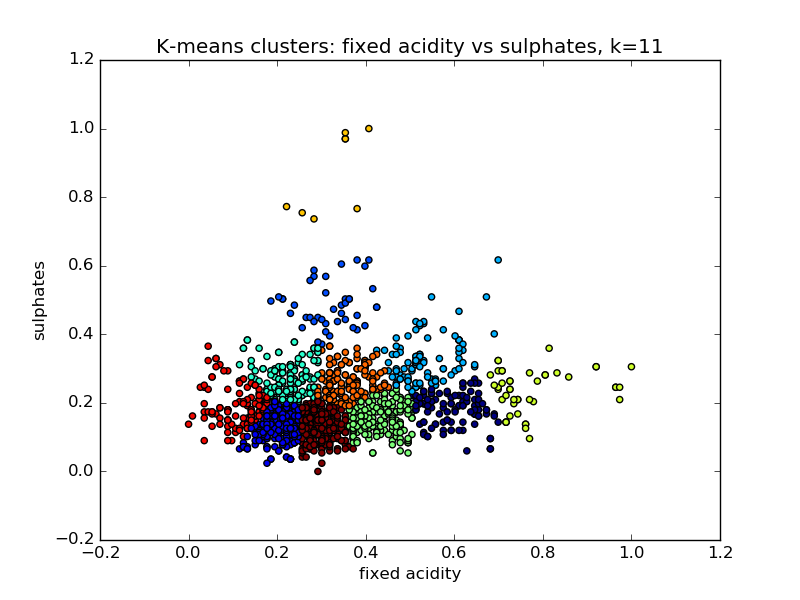 K-means clusters: fixed acidity vs sulphates, k=11
1.2
1.0
0.8
0.6
0.4
0.2
0.0
−0.2
sulphates
−0.2 0.0 0.2 0.4 0.6 0.8 1.0 1.2
fixed acidity